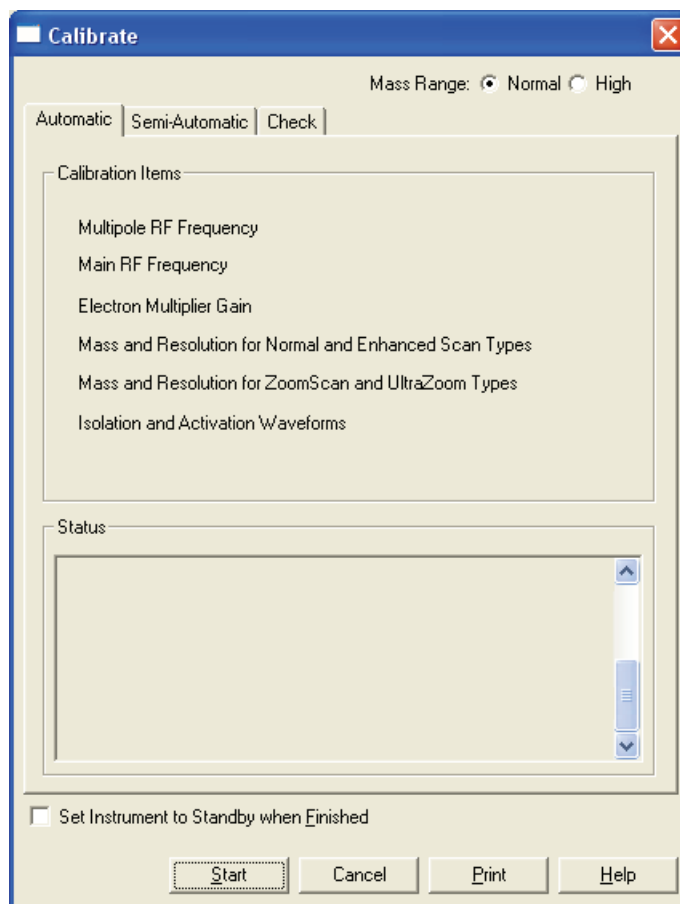 Calibrate
Mass Range: Normal High
Automatic Semi-Automatic Check
Calibration Items
Multipole RF Frequency
Main RF Frequency
Electron Multiplier Gain
Mass and Resolution for Normal and Enhanced Scan Types
Mass and Resolution for ZoomScan and UltraZoom Types
Isolation and Activation Waveforms
Status
Set Instrument to Standby when Finished
Start Cancel Print Help